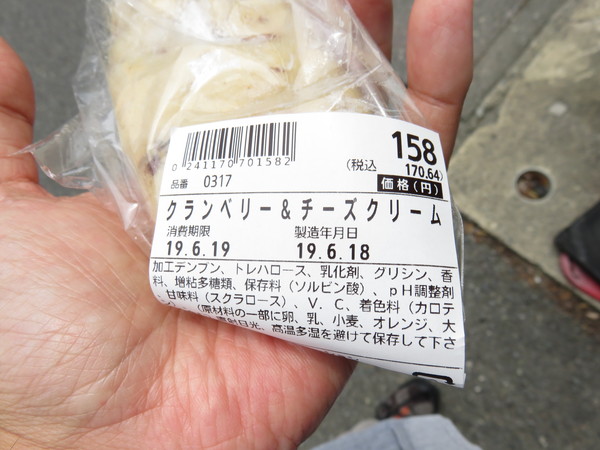 158
(税込 170.64)
価格(円)
0 241170 701582
品番 0317
クランベリー&チーズクリーム
消費期限 製造年月日
19.6.19 19.6.18
加工デンプン、トレハロース、乳化剤、グリシン、香
料、増粘多糖類、保存料(ソルビン酸)、pH調整剤
、甘味料(スクラロース)、V.C、着色料(カロテ
(原材料の一部に卵、乳、小麦、オレンジ、大
直射日光、高温多湿を避けて保存して下さ